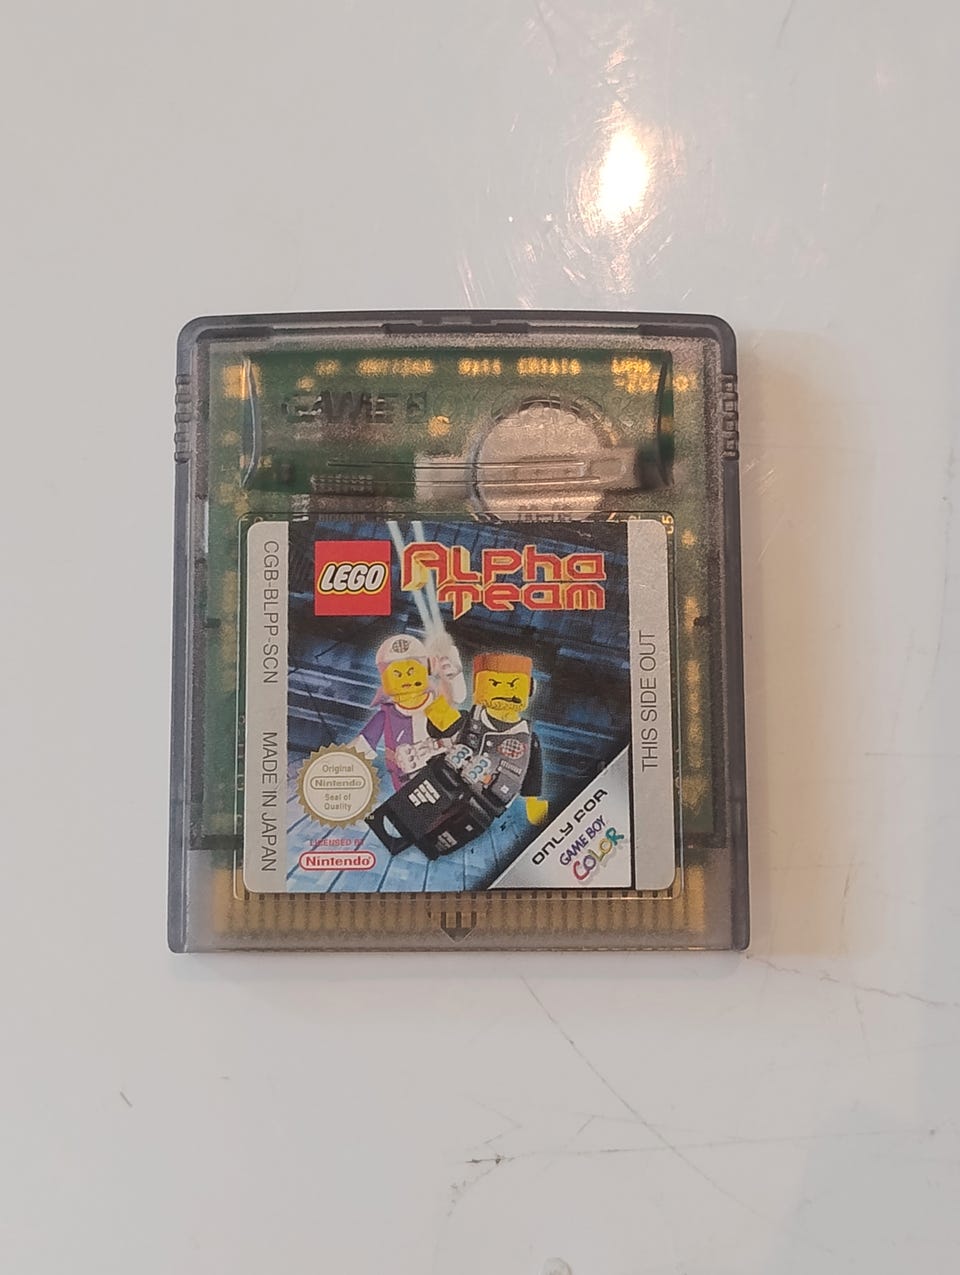 GAME BOY COLOR
CGB-BLPP-SCN
MADE IN JAPAN
LEGO
ALPHA
TEAM
Original
Nintendo
Seal of
Quality
LICENSED BY
Nintendo
ONLY FOR
GAME BOY
COLOR
THIS SIDE OUT